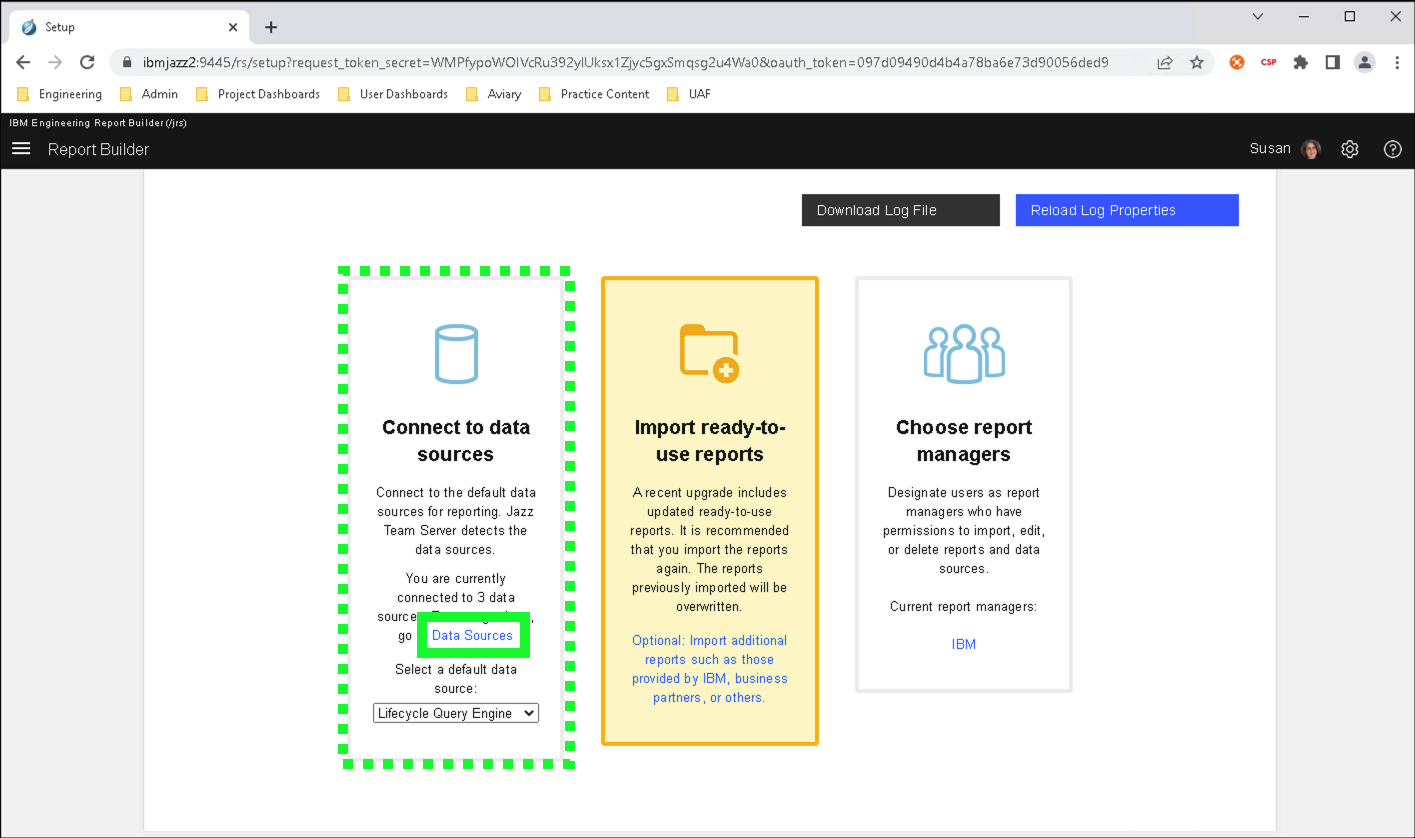 Setup
ibmjazz2:9445/rs/setup?request_token_secret=WMPfypoWOlVcRu392ylUksx1Zjyc5gxSmqsg2u4Wa0&oauth_token=097d09490d4b4a78ba6e73d90056ded9
CSP
Engineering Admin Project Dashboards User Dashboards Aviary Practice Content UAF
IBM Engineering Report Builder (/jrs)
Report Builder
Susan
Download Log File
Reload Log Properties
Connect to data
sources
Connect to the default data
sources for reporting. Jazz
Team Server detects the
data sources.
You are currently
connected to 3 data
go Data Sources
Select a default data
source:
Lifecycle Query Engine
Import ready-to-
use reports
A recent upgrade includes
updated ready-to-use
reports. It is recommended
that you import the reports
again. The reports
previously imported will be
overwritten.
Optional: Import additional
reports such as those
provided by IBM, business
partners, or others.
Choose report
managers
Designate users as report
managers who have
permissions to import, edit,
or delete reports and data
sources.
Current report managers:
IBM